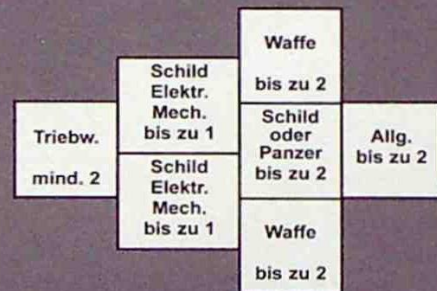 Waffe
bis zu 2
Schild
Elektr.
Mech.
bis zu 1
Triebw.
mind. 2
Schild
oder
Panzer
bis zu 2
Allg.
bis zu 2
Schild
Elektr.
Mech.
bis zu 1
Waffe
bis zu 2